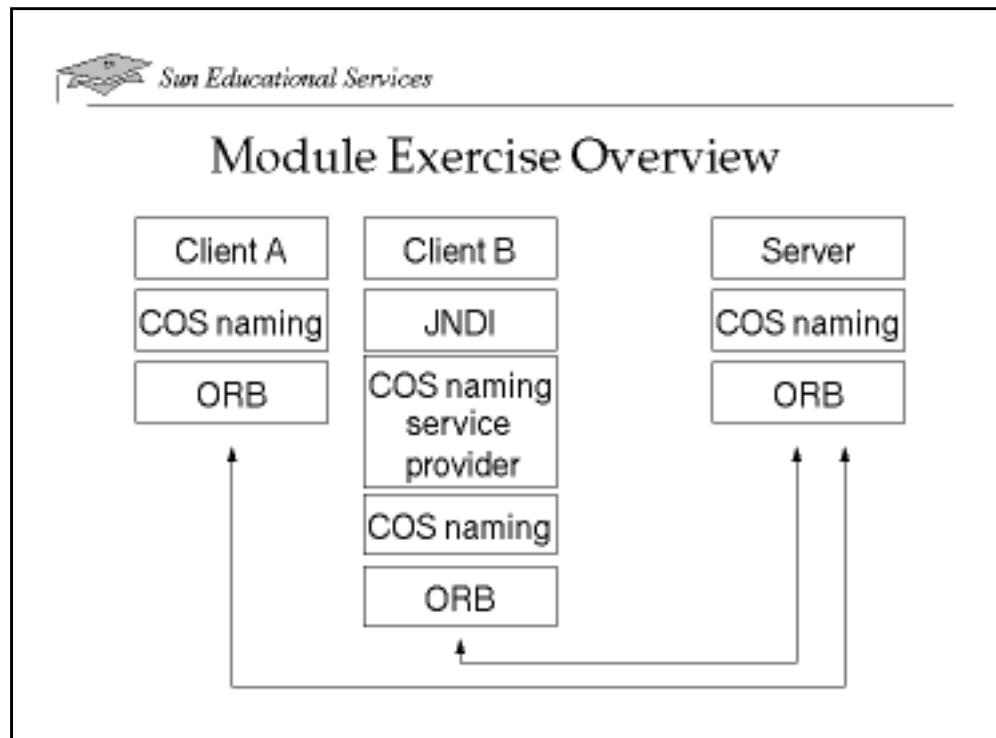 Sun Educational Services
Module Exercise Overview
Client A
COS naming
ORB
Client B
JNDI
COS naming
service
provider
COS naming
ORB
Server
COS naming
ORB